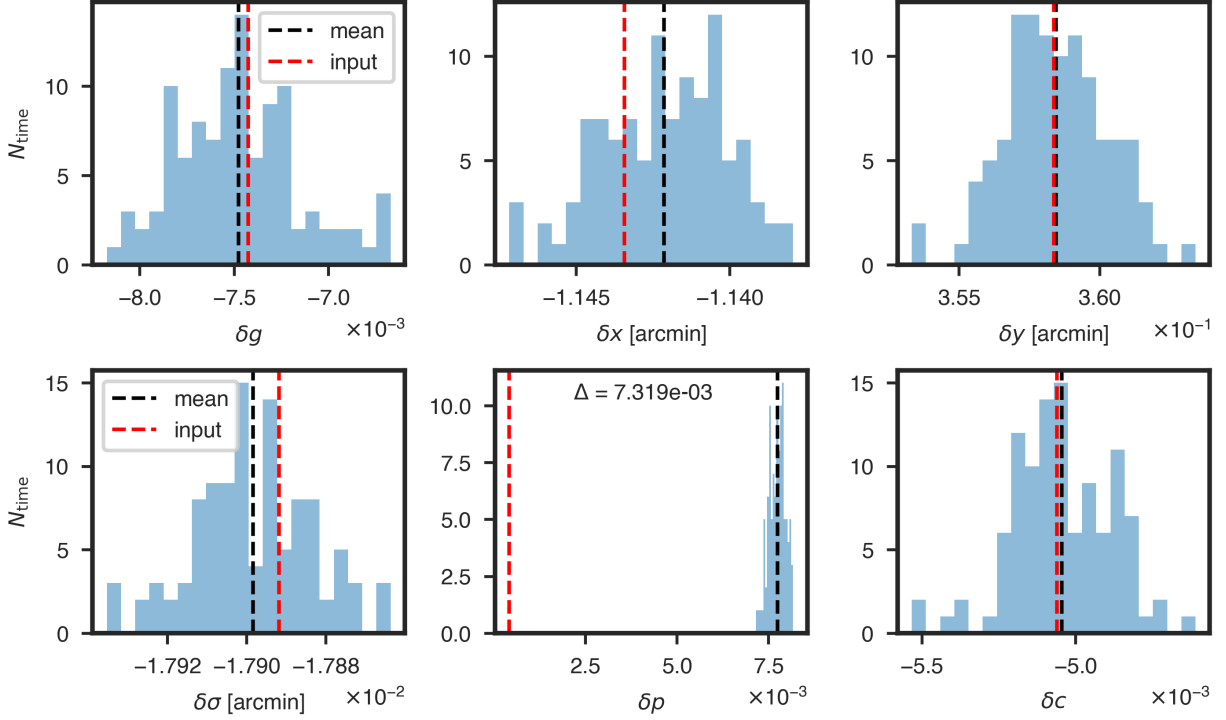 mean
input
10
5
0
N_time
−8.0 −7.5 −7.0
×10⁻³
δg
10
5
0
−1.145 −1.140
δx [arcmin]
10
5
0
3.55 3.60
×10⁻¹
δy [arcmin]
mean
input
15
10
5
0
N_time
−1.792 −1.790 −1.788
×10⁻²
δσ [arcmin]
Δ = 7.319e-03
10.0
7.5
5.0
2.5
0.0
2.5 5.0 7.5
×10⁻³
δp
15
10
5
0
−5.5 −5.0
×10⁻³
δc